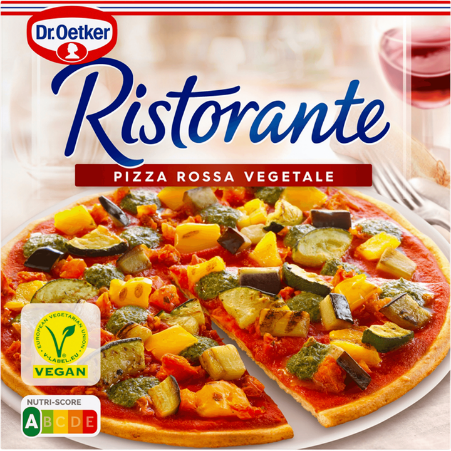 Dr.Oetker
Ristorante
PIZZA ROSSA VEGETALE
EUROPEAN VEGETARIAN UNION
V-LABEL.EU
VEGAN
NUTRI-SCORE
A B C D E